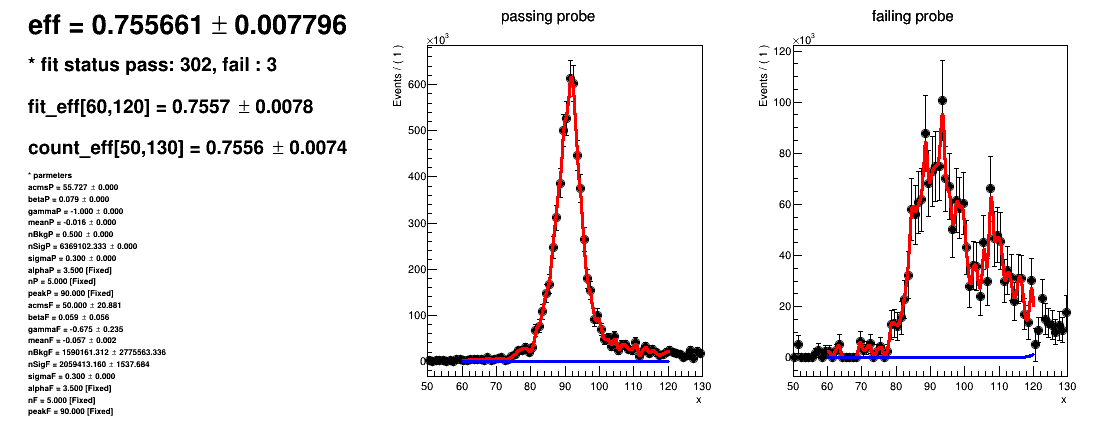 eff = 0.755661 ± 0.007796
* fit status pass: 302, fail : 3
fit_eff[60,120] = 0.7557 ± 0.0078
count_eff[50,130] = 0.7556 ± 0.0074
* parmeters
acmsP = 55.727 ± 0.000
betaP = 0.079 ± 0.000
gammaP = -1.000 ± 0.000
meanP = -0.016 ± 0.000
nBkgP = 0.500 ± 0.000
nSigP = 6369102.333 ± 0.000
sigmaP = 0.300 ± 0.000
alphaP = 3.500 [Fixed]
nP = 5.000 [Fixed]
peakP = 90.000 [Fixed]
acmsF = 50.000 ± 20.881
betaF = 0.059 ± 0.056
gammaF = -0.675 ± 0.235
meanF = -0.057 ± 0.002
nBkgF = 1590161.312 ± 2775563.336
nSigF = 2059413.160 ± 1537.684
sigmaF = 0.300 ± 0.000
alphaF = 3.500 [Fixed]
nF = 5.000 [Fixed]
peakF = 90.000 [Fixed]
passing probe
×10³
Events / ( 1 )
600
500
400
300
200
100
0
50 60 70 80 90 100 110 120 130
x
failing probe
×10³
Events / ( 1 )
120
100
80
60
40
20
0
50 60 70 80 90 100 110 120 130
x